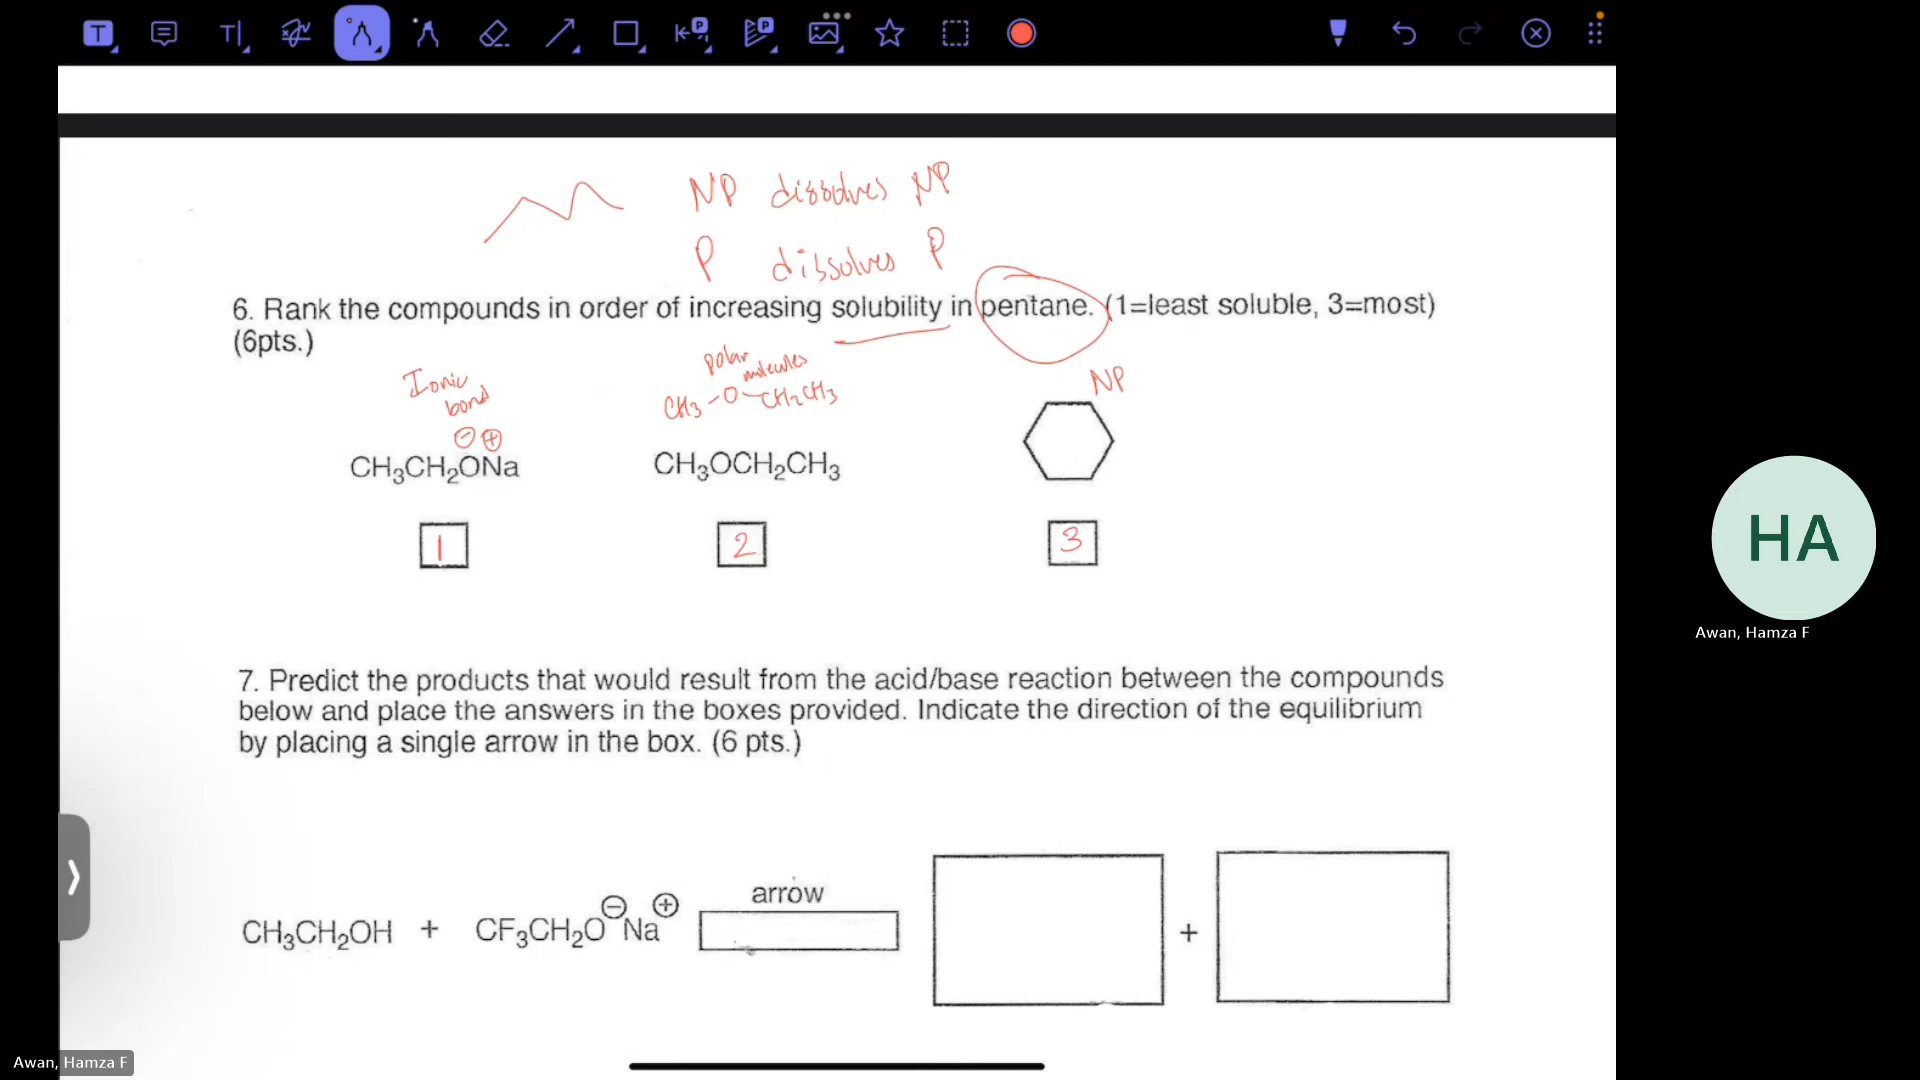 NP dissolves NP
P dissolves P
6. Rank the compounds in order of increasing solubility in pentane. (1=least soluble, 3=most)
(6pts.)
Ionic bond
polar molecules
NP
CH3-O-CH2CH3
⊖ ⊕
CH₃CH₂ONa
CH₃OCH₂CH₃
1
2
3
7. Predict the products that would result from the acid/base reaction between the compounds
below and place the answers in the boxes provided. Indicate the direction of the equilibrium
by placing a single arrow in the box. (6 pts.)
arrow
CH₃CH₂OH + CF₃CH₂O⊖Na⊕ +
HA
Awan, Hamza F
Awan, Hamza F